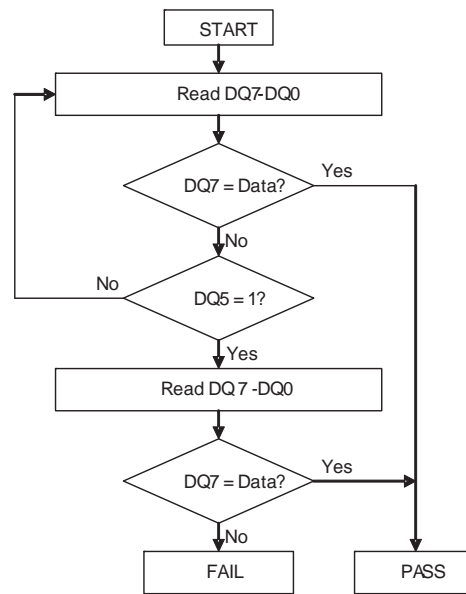 START
Read DQ7-DQ0
DQ7 = Data?
Yes
No
No
DQ5 = 1?
Yes
Read DQ 7 -DQ0
DQ7 = Data?
Yes
No
FAIL
PASS